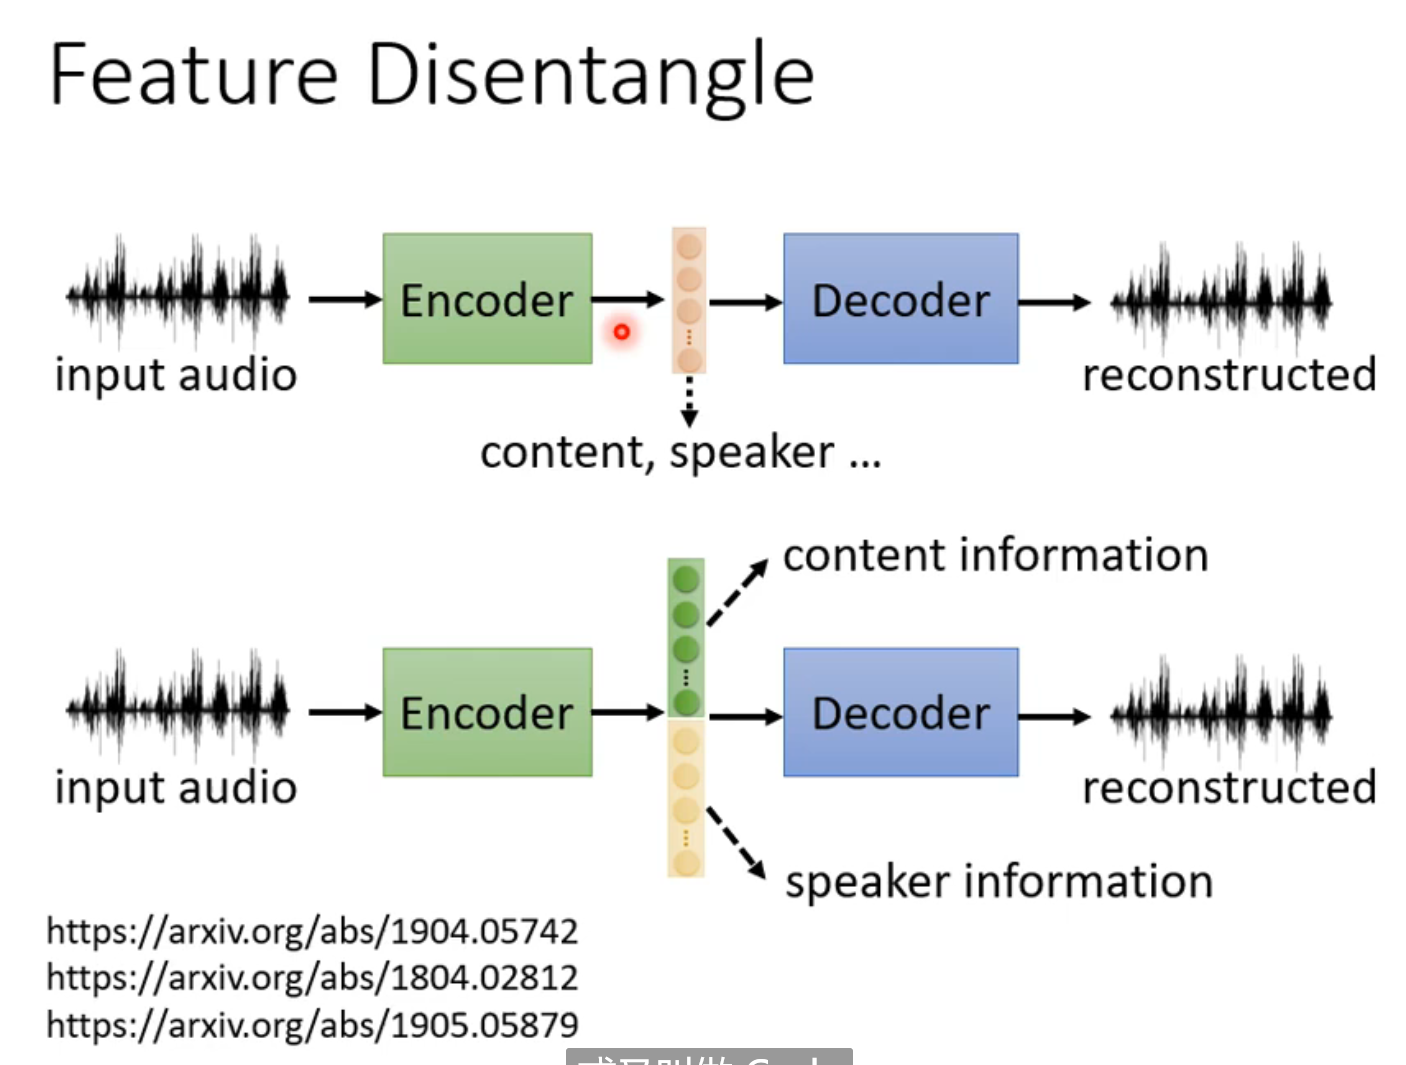 Feature Disentangle
Encoder
Decoder
input audio
reconstructed
content, speaker ...
content information
Encoder
Decoder
input audio
reconstructed
speaker information
https://arxiv.org/abs/1904.05742
https://arxiv.org/abs/1804.02812
https://arxiv.org/abs/1905.05879